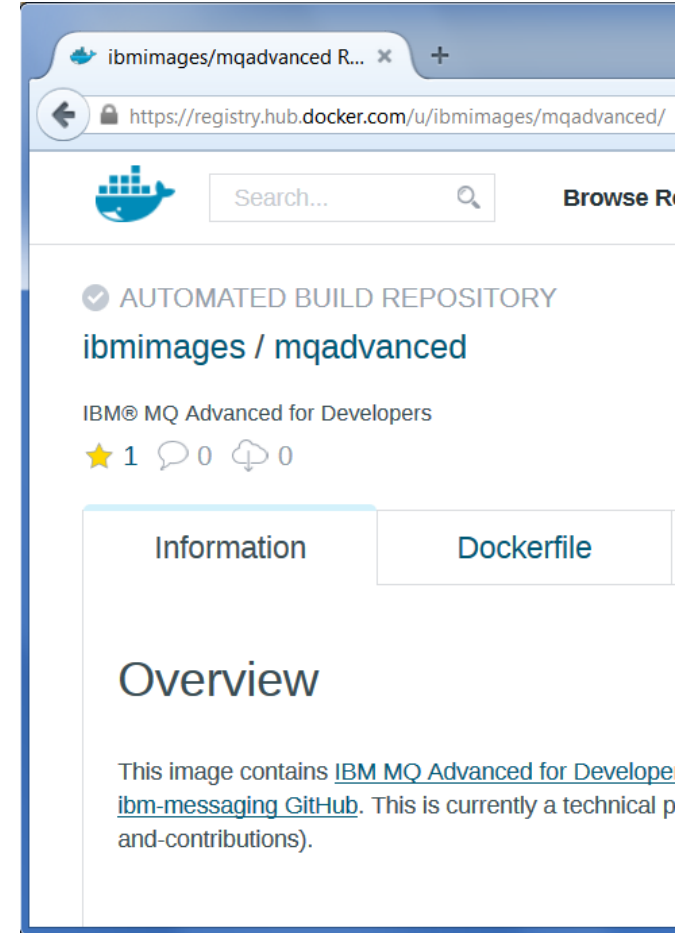 ibmimages/mqadvanced R...
https://registry.hub.docker.com/u/ibmimages/mqadvanced/
Search...
Browse
AUTOMATED BUILD REPOSITORY
ibmimages / mqadvanced
IBM® MQ Advanced for Developers
1 0 0
Information Dockerfile
Overview
This image contains IBM MQ Advanced for
ibm-messaging GitHub. This is currently a technical
and-contributions).